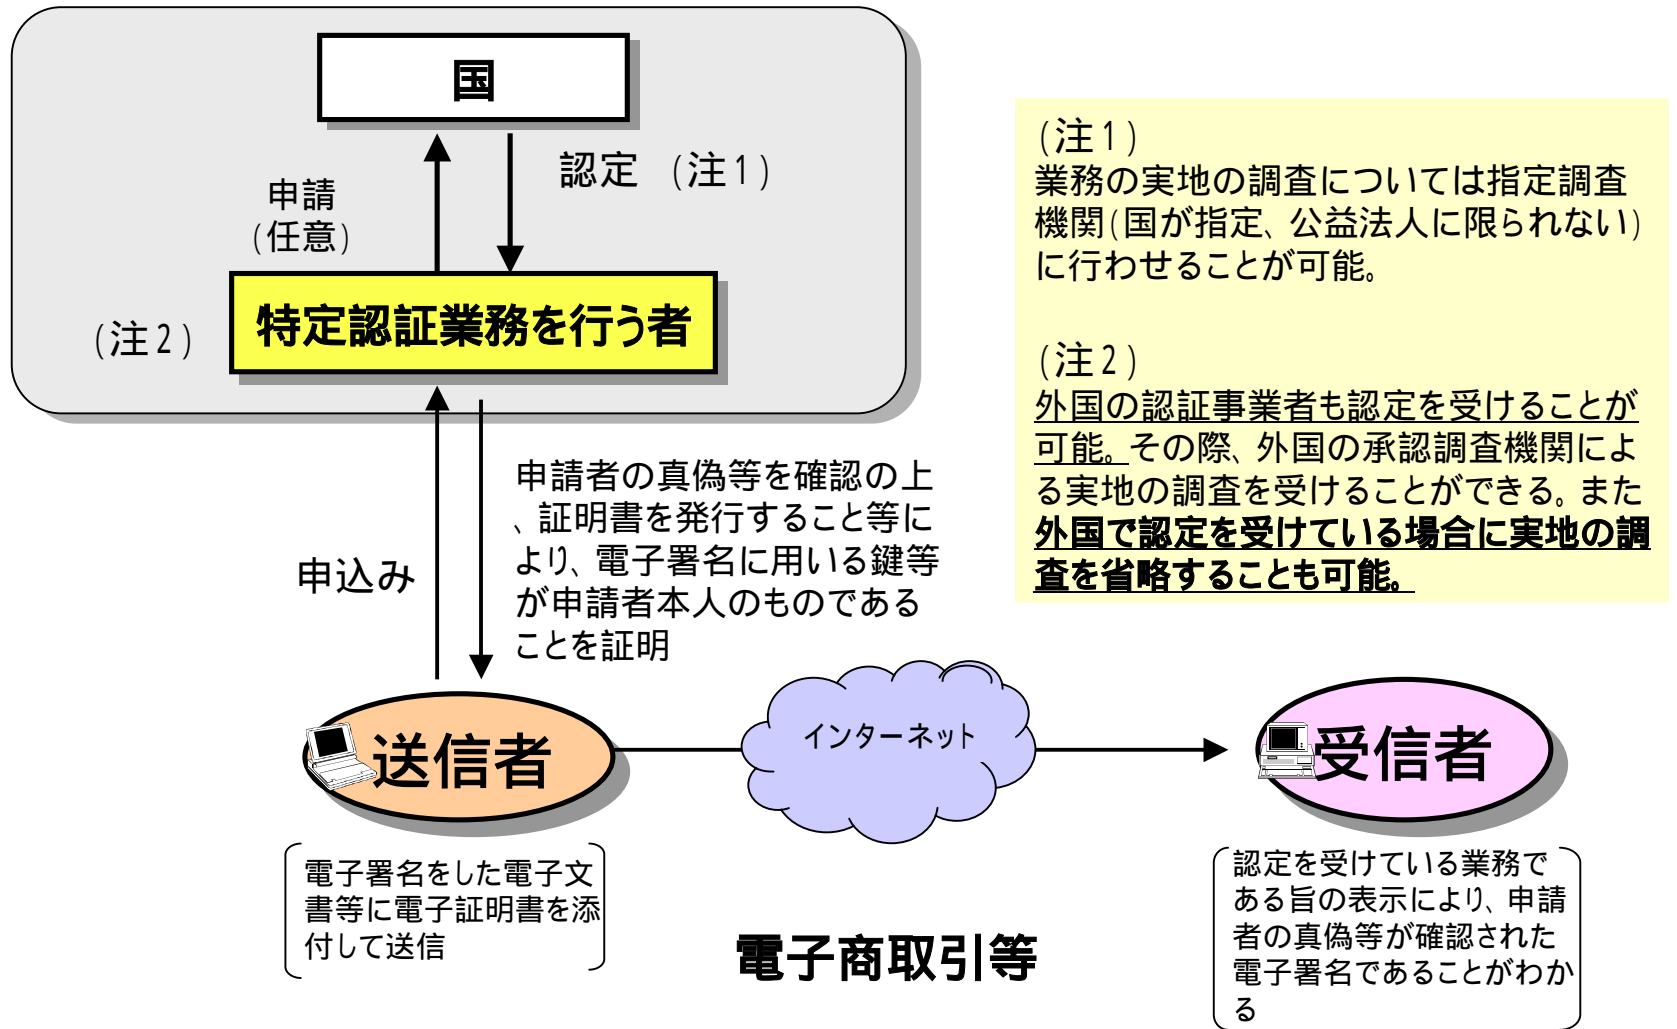 国
申請
(任意)
認定 (注1)
(注2)
特定認証業務を行う者
(注1)
業務の実地の調査については指定調査
機関(国が指定、公益法人に限られない)
に行わせることが可能。
(注2)
外国の認証事業者も認定を受けることが
可能。その際、外国の承認調査機関によ
る実地の調査を受けることができる。また
外国で認定を受けている場合に実地の調
査を省略することも可能。
申込み
申請者の真偽等を確認の上
、証明書を発行すること等に
より、電子署名に用いる鍵等
が申請者本人のものである
ことを証明
送信者
インターネット
受信者
電子署名をした電子文
書等に電子証明書を添
付して送信
電子商取引等
認定を受けている業務で
ある旨の表示により、申請
者の真偽等が確認された
電子署名であることがわか
る